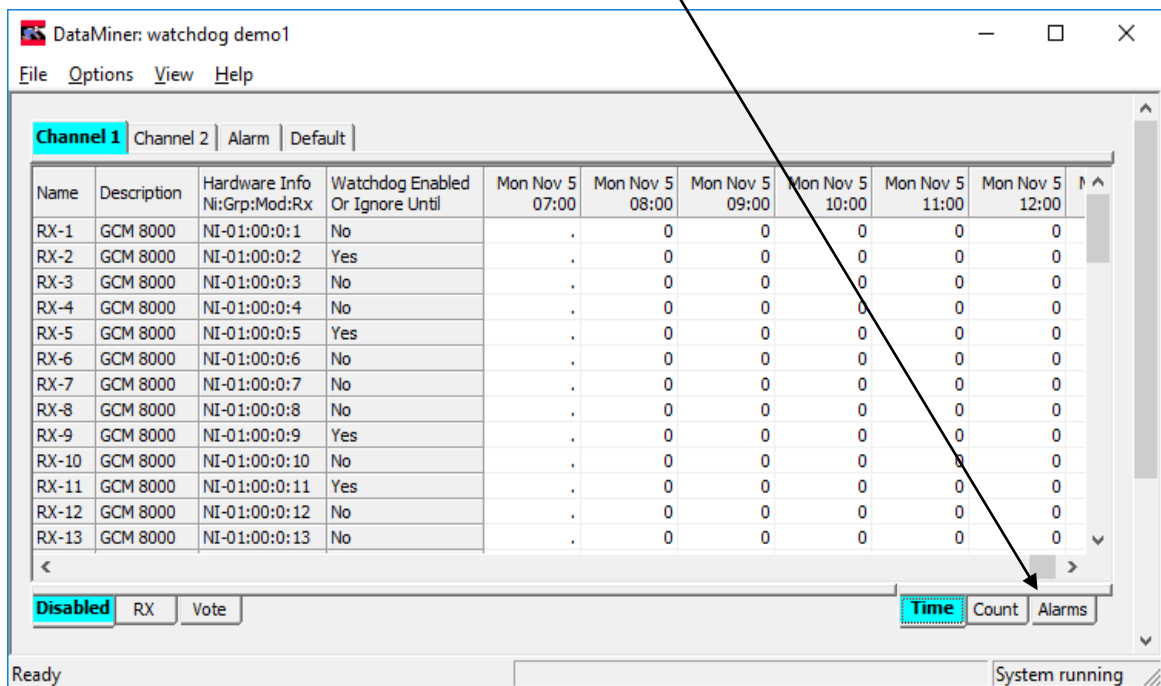 DataMiner: watchdog demo1
File Options View Help
Channel 1 Channel 2 Alarm Default
Name Description Hardware Info Ni:Grp:Mod:Rx Watchdog Enabled Or Ignore Until Mon Nov 5 07:00 Mon Nov 5 08:00 Mon Nov 5 09:00 Mon Nov 5 10:00 Mon Nov 5 11:00 Mon Nov 5 12:00
RX-1 GCM 8000 NI-01:00:0:1 No . 0 0 0 0 0
RX-2 GCM 8000 NI-01:00:0:2 Yes . 0 0 0 0 0
RX-3 GCM 8000 NI-01:00:0:3 No . 0 0 0 0 0
RX-4 GCM 8000 NI-01:00:0:4 No . 0 0 0 0 0
RX-5 GCM 8000 NI-01:00:0:5 Yes . 0 0 0 0 0
RX-6 GCM 8000 NI-01:00:0:6 No . 0 0 0 0 0
RX-7 GCM 8000 NI-01:00:0:7 No . 0 0 0 0 0
RX-8 GCM 8000 NI-01:00:0:8 No . 0 0 0 0 0
RX-9 GCM 8000 NI-01:00:0:9 Yes . 0 0 0 0 0
RX-10 GCM 8000 NI-01:00:0:10 No . 0 0 0 0 0
RX-11 GCM 8000 NI-01:00:0:11 Yes . 0 0 0 0 0
RX-12 GCM 8000 NI-01:00:0:12 No . 0 0 0 0 0
RX-13 GCM 8000 NI-01:00:0:13 No . 0 0 0 0 0
Disabled RX Vote Time Count Alarms
Ready System running